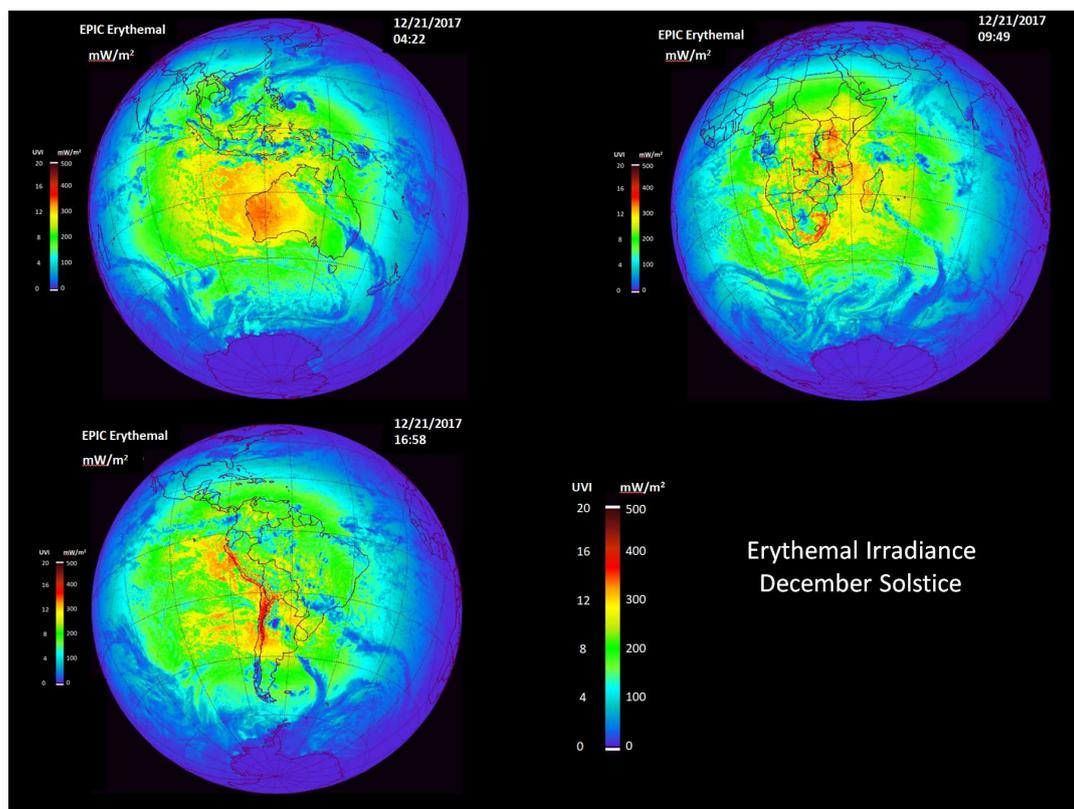 EPIC Erythemal
mW/m²
12/21/2017
04:22
UVI mW/m²
20 500
16 400
12 300
8 200
4 100
0 0
EPIC Erythemal
mW/m²
12/21/2017
09:49
UVI mW/m²
20 500
16 400
12 300
8 200
4 100
0 0
EPIC Erythemal
mW/m²
12/21/2017
16:58
UVI mW/m²
20 500
16 400
12 300
8 200
4 100
0 0
UVI mW/m²
20 500
16 400
12 300
8 200
4 100
0 0
Erythemal Irradiance
December Solstice